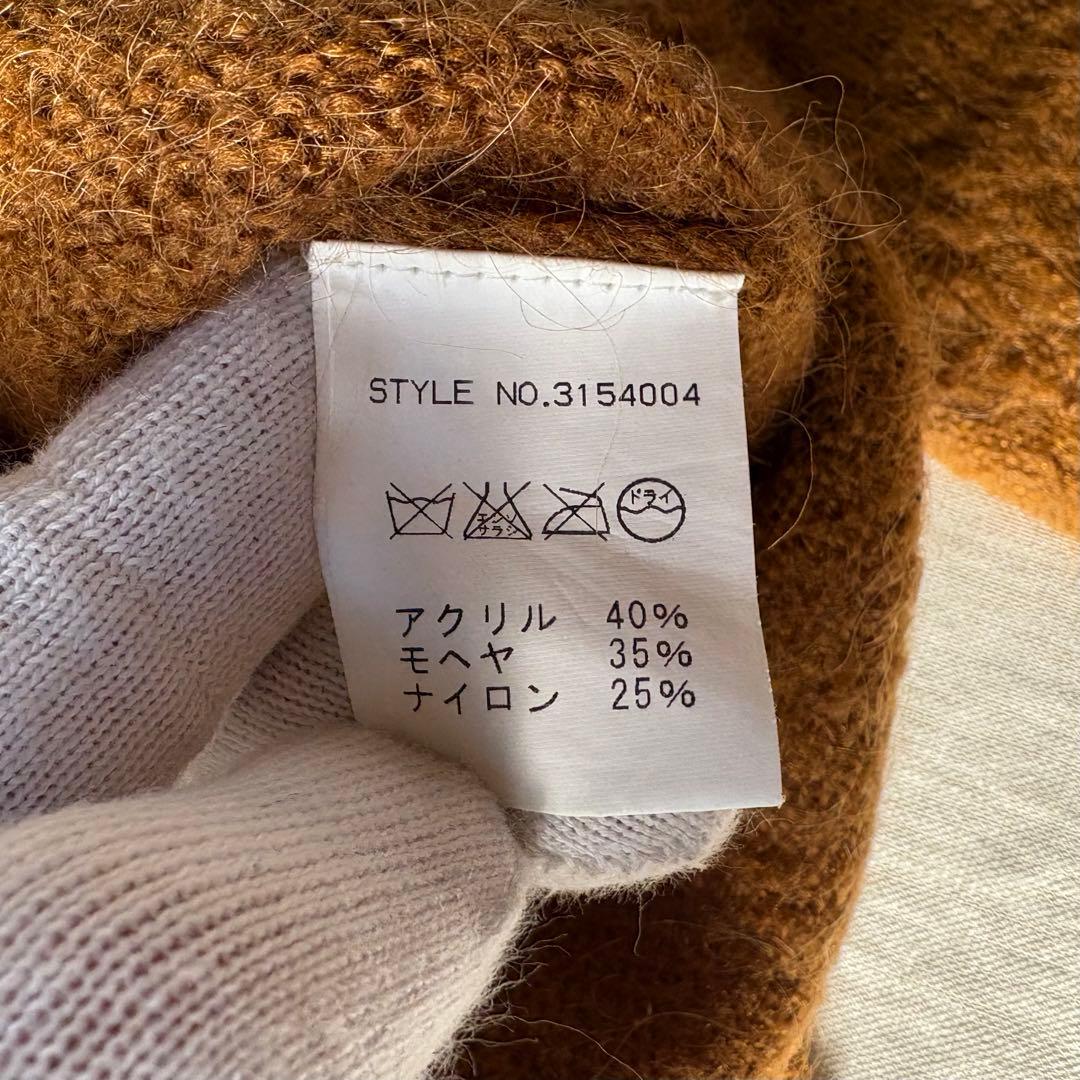 STYLE NO.3154004
エンソ サラシ ドライ
アクリル 40%
モヘヤ 35%
ナイロン 25%